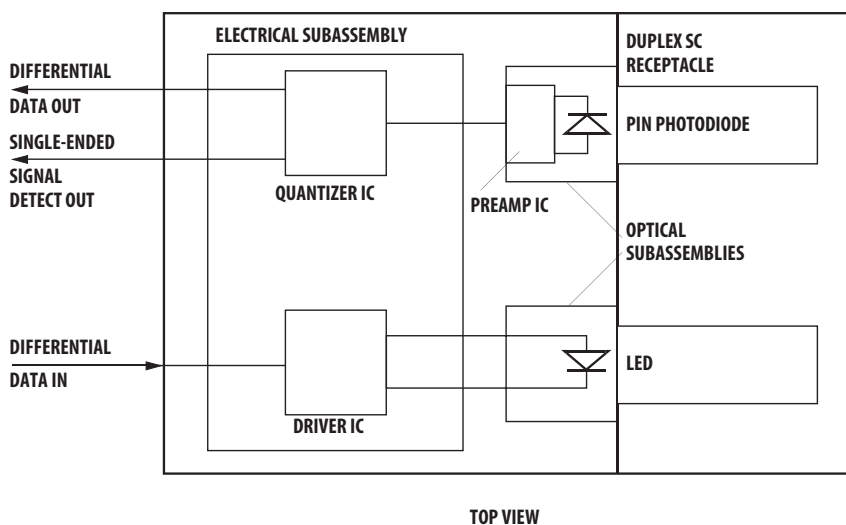 ELECTRICAL SUBASSEMBLY
DUPLEX SC
RECEPTACLE
DIFFERENTIAL
DATA OUT
PIN PHOTODIODE
SINGLE-ENDED
SIGNAL
DETECT OUT
QUANTIZER IC
PREAMP IC
OPTICAL
SUBASSEMBLIES
DIFFERENTIAL
DATA IN
LED
DRIVER IC
TOP VIEW